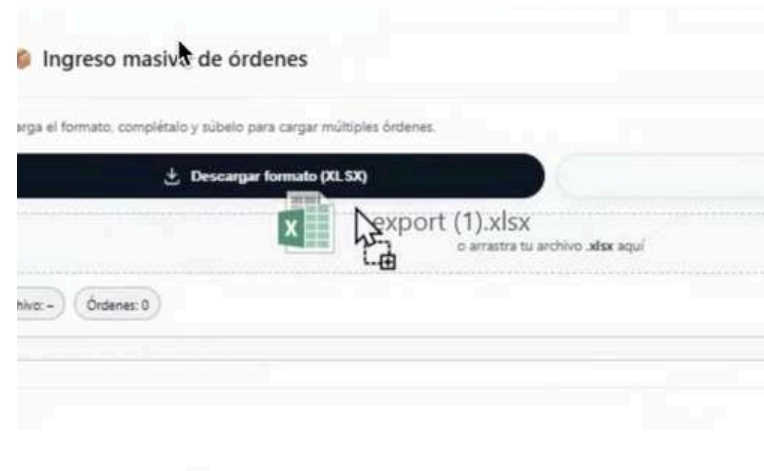 Ingreso masivo de órdenes
arga el formato, complétalo y súbelo para cargar múltiples órdenes.
Descargar formato (XLSX)
export (1).xlsx
o arrastra tu archivo .xlsx aquí
hivo: – Órdenes: 0